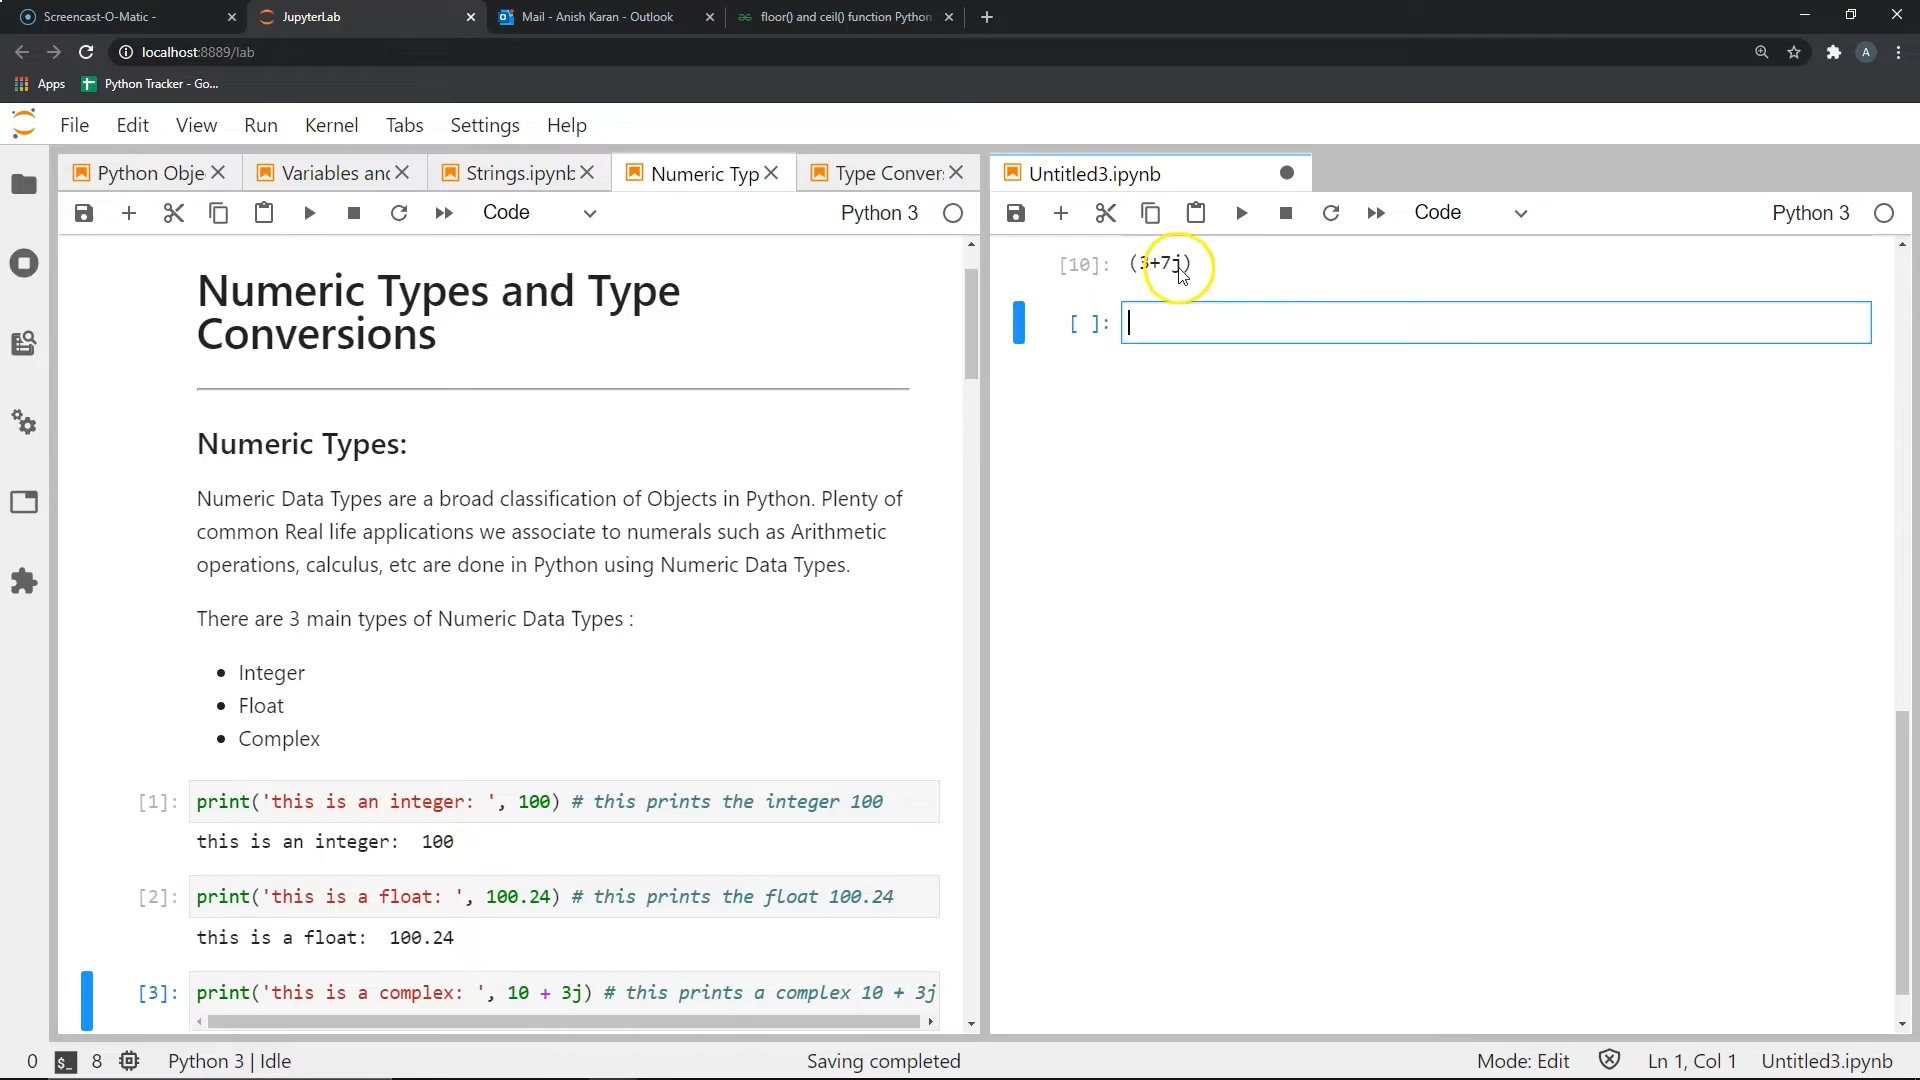 Screencast-O-Matic -
JupyterLab
Mail - Anish Karan - Outlook
floor() and ceil() function Python
localhost:8889/lab
A
Apps
Python Tracker - Go...
File Edit View Run Kernel Tabs Settings Help
Python Obje
Variables and
Strings.ipynb
Numeric Typ
Type Conver
Untitled3.ipynb
Code
Python 3
Code
Python 3
Numeric Types and Type
Conversions
Numeric Types:
Numeric Data Types are a broad classification of Objects in Python. Plenty of
common Real life applications we associate to numerals such as Arithmetic
operations, calculus, etc are done in Python using Numeric Data Types.
There are 3 main types of Numeric Data Types :
• Integer
• Float
• Complex
[1]: print('this is an integer: ', 100) # this prints the integer 100
this is an integer:  100
[2]: print('this is a float: ', 100.24) # this prints the float 100.24
this is a float:  100.24
[3]: print('this is a complex: ', 10 + 3j) # this prints a complex 10 + 3j
[10]: (3+7j)
[ ]:
0 $_ 8 Python 3 | Idle
Saving completed
Mode: Edit
Ln 1, Col 1
Untitled3.ipynb